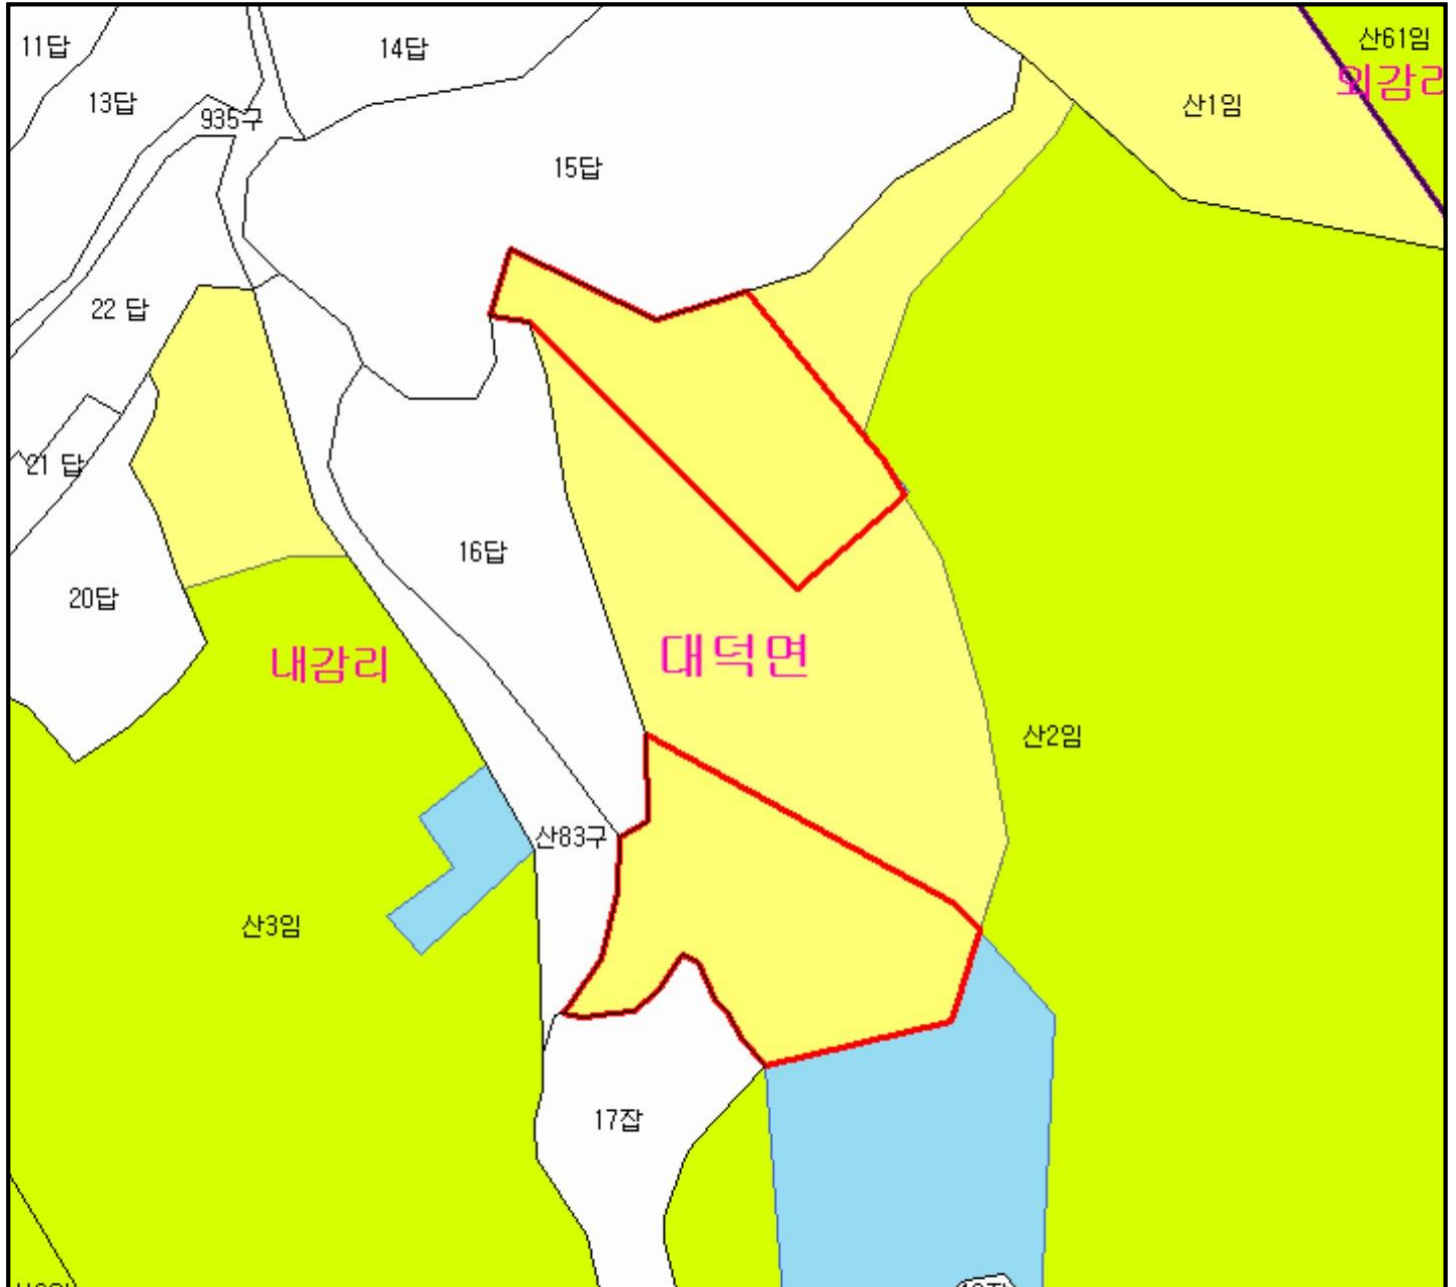 11답
14답
산61임
외감리
13답
935구
산1임
15답
22 답
21 답
16답
20답
내감리
대덕면
산2임
산83구
산3임
17잡